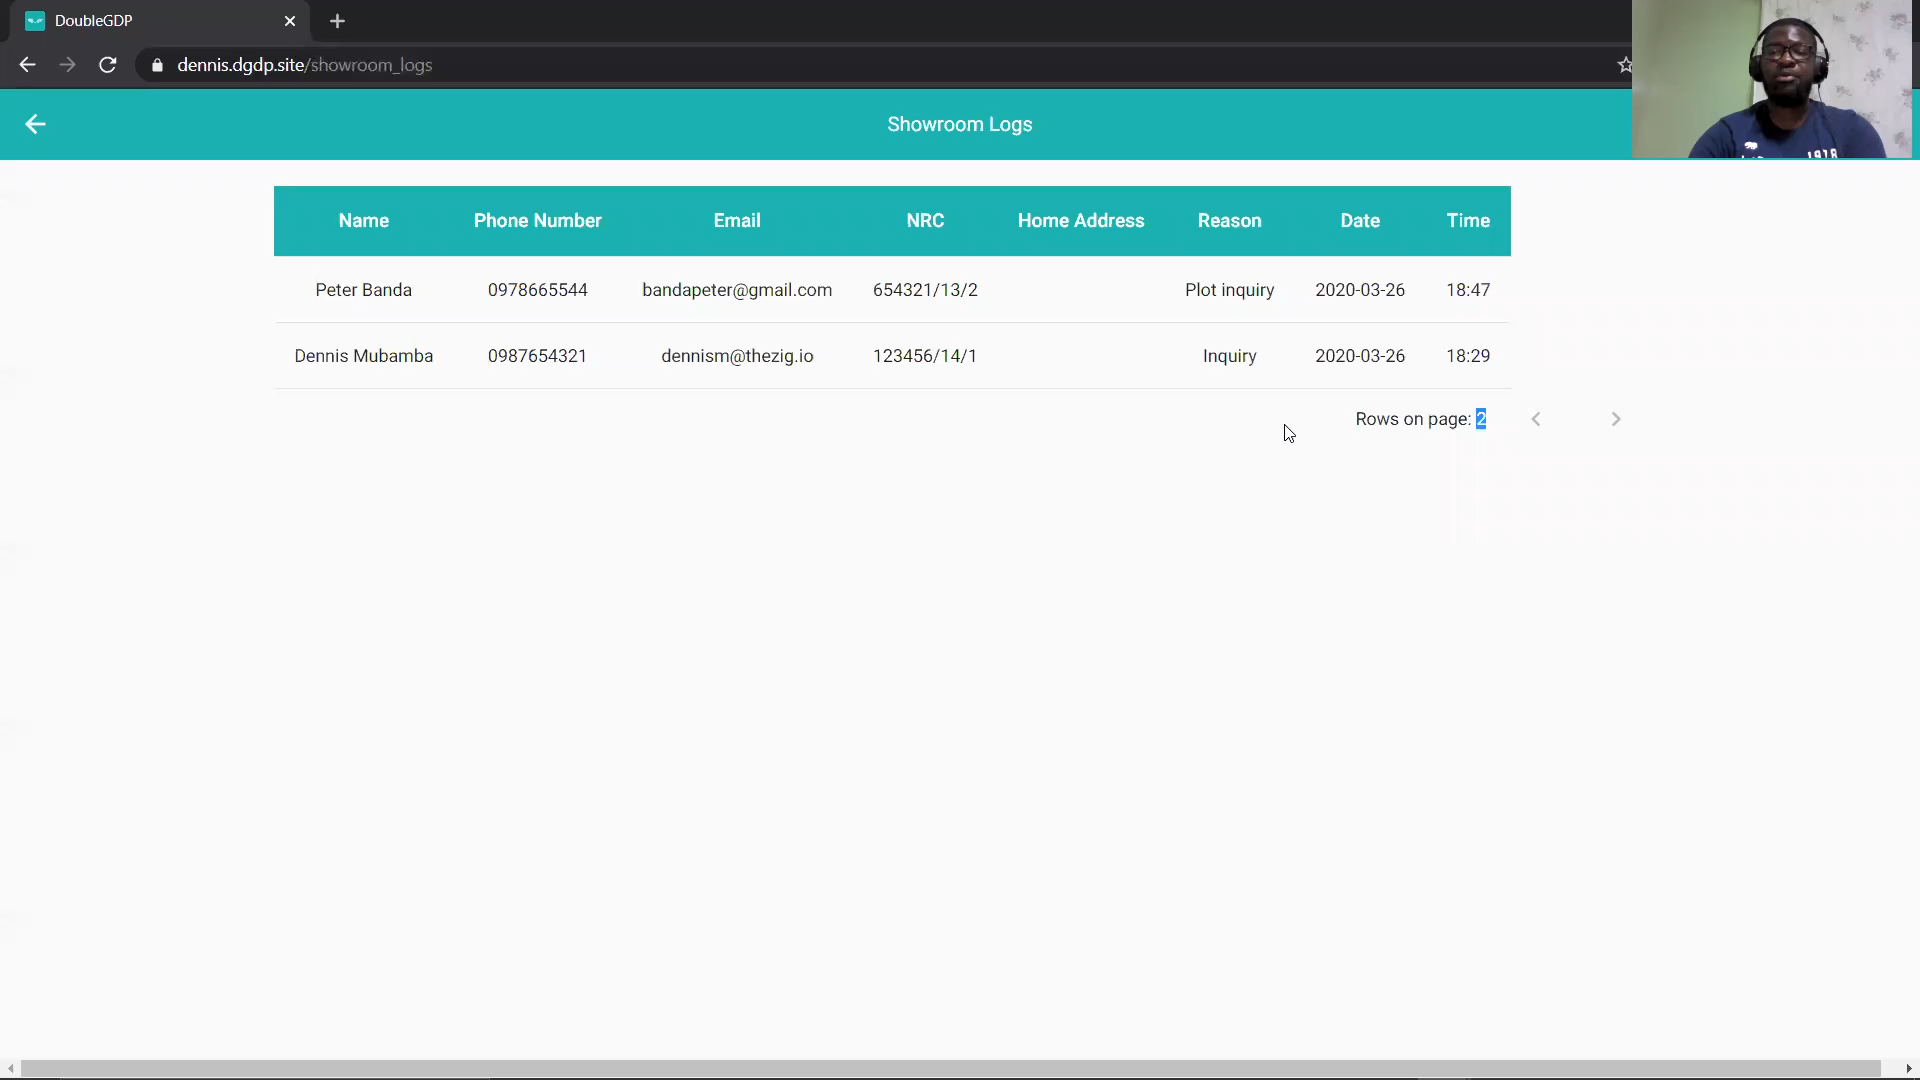 DoubleGDP
dennis.dgdp.site/showroom_logs
Showroom Logs
1918
Name Phone Number Email NRC Home Address Reason Date Time
Peter Banda 0978665544 bandapeter@gmail.com 654321/13/2 Plot inquiry 2020-03-26 18:47
Dennis Mubamba 0987654321 dennism@thezig.io 123456/14/1 Inquiry 2020-03-26 18:29
Rows on page: 2